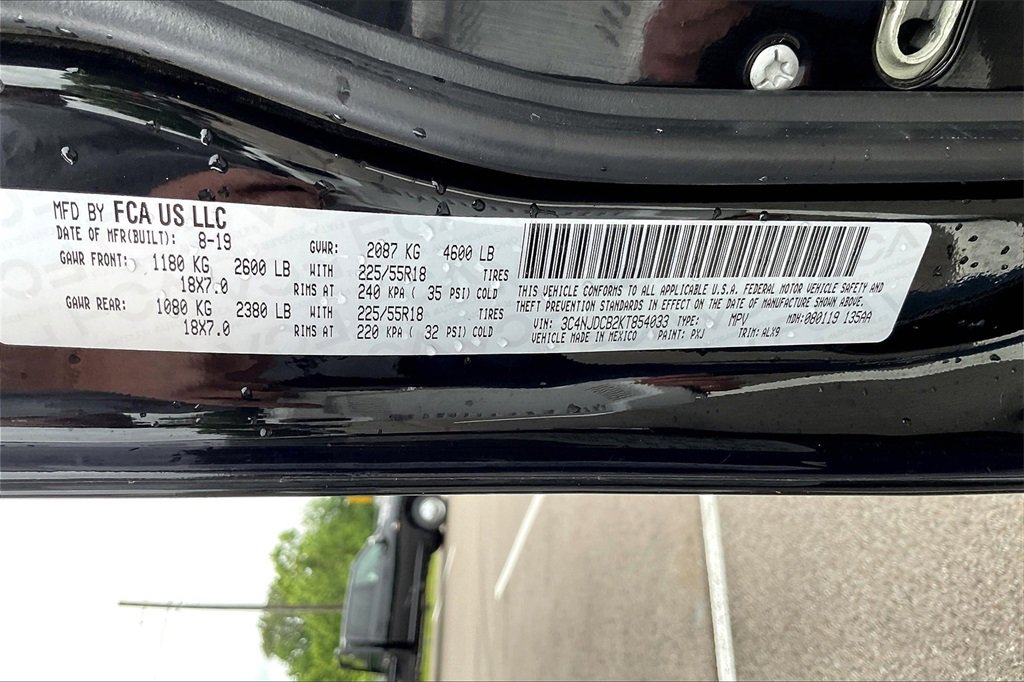 MFD BY FCA US LLC
DATE OF MFR(BUILT): 8-19 GVWR: 2087 KG 4600 LB
GAWR FRONT: 1180 KG 2600 LB WITH 225/55R18 TIRES
18X7.0 RIMS AT 240 KPA ( 35 PSI) COLD
GAWR REAR: 1080 KG 2380 LB WITH 225/55R18 TIRES
18X7.0 RIMS AT 220 KPA ( 32 PSI) COLD
THIS VEHICLE CONFORMS TO ALL APPLICABLE U.S.A. FEDERAL MOTOR VEHICLE SAFETY AND
THEFT PREVENTION STANDARDS IN EFFECT ON THE DATE OF MANUFACTURE SHOWN ABOVE.
VIN: 3C4NJDCB2KT854033 TYPE: MPV MDH: 080119 135AA
VEHICLE MADE IN MEXICO PAINT: PXJ TRIM: ALX9